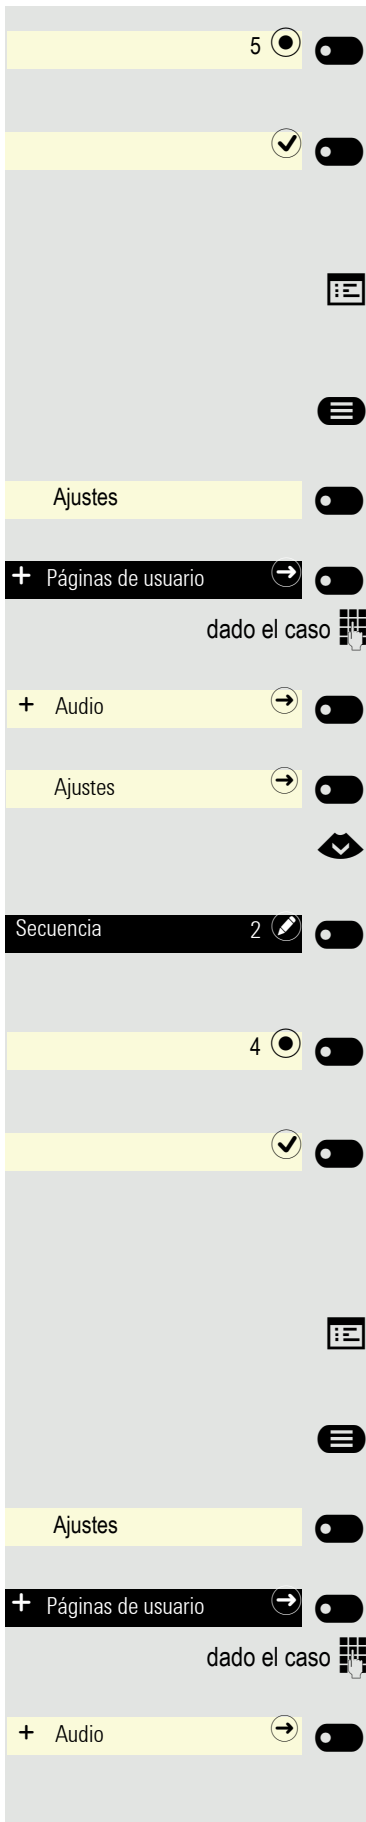 5
Ajustes
+ Páginas de usuario
dado el caso
+ Audio
Ajustes
Secuencia 2
4
Ajustes
+ Páginas de usuario
dado el caso
+ Audio